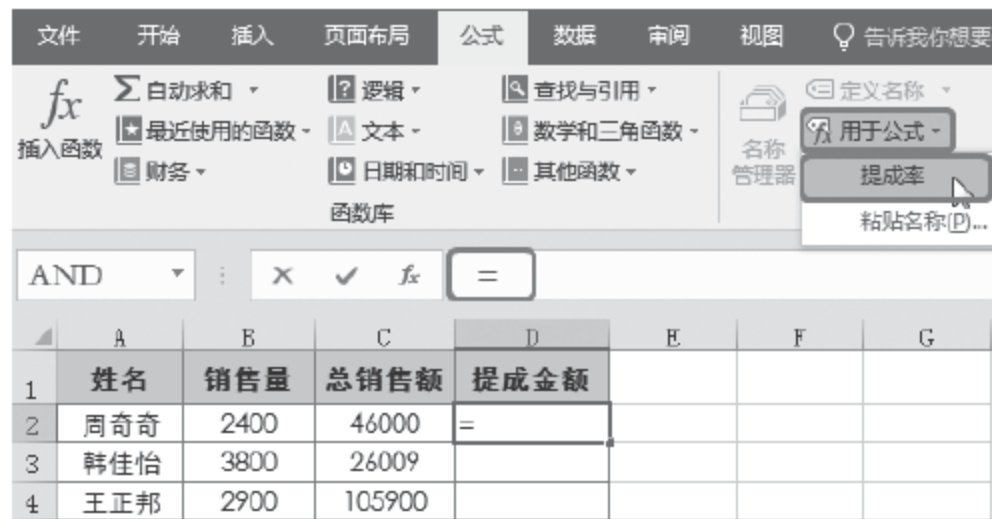 文件 开始 插入 页面布局 公式 数据 审阅 视图 告诉我你想要
fx 插入函数
Σ 自动求和
最近使用的函数
财务
? 逻辑
A 文本
日期和时间
查找与引用
θ 数学和三角函数
其他函数
函数库
名称
管理器
定义名称
fx 用于公式
提成率
粘贴名称(P)...
AND fx =
A B C D E F G
1 姓名 销售量 总销售额 提成金额
2 周奇奇 2400 46000 =
3 韩佳怡 3800 26009
4 王正邦 2900 105900